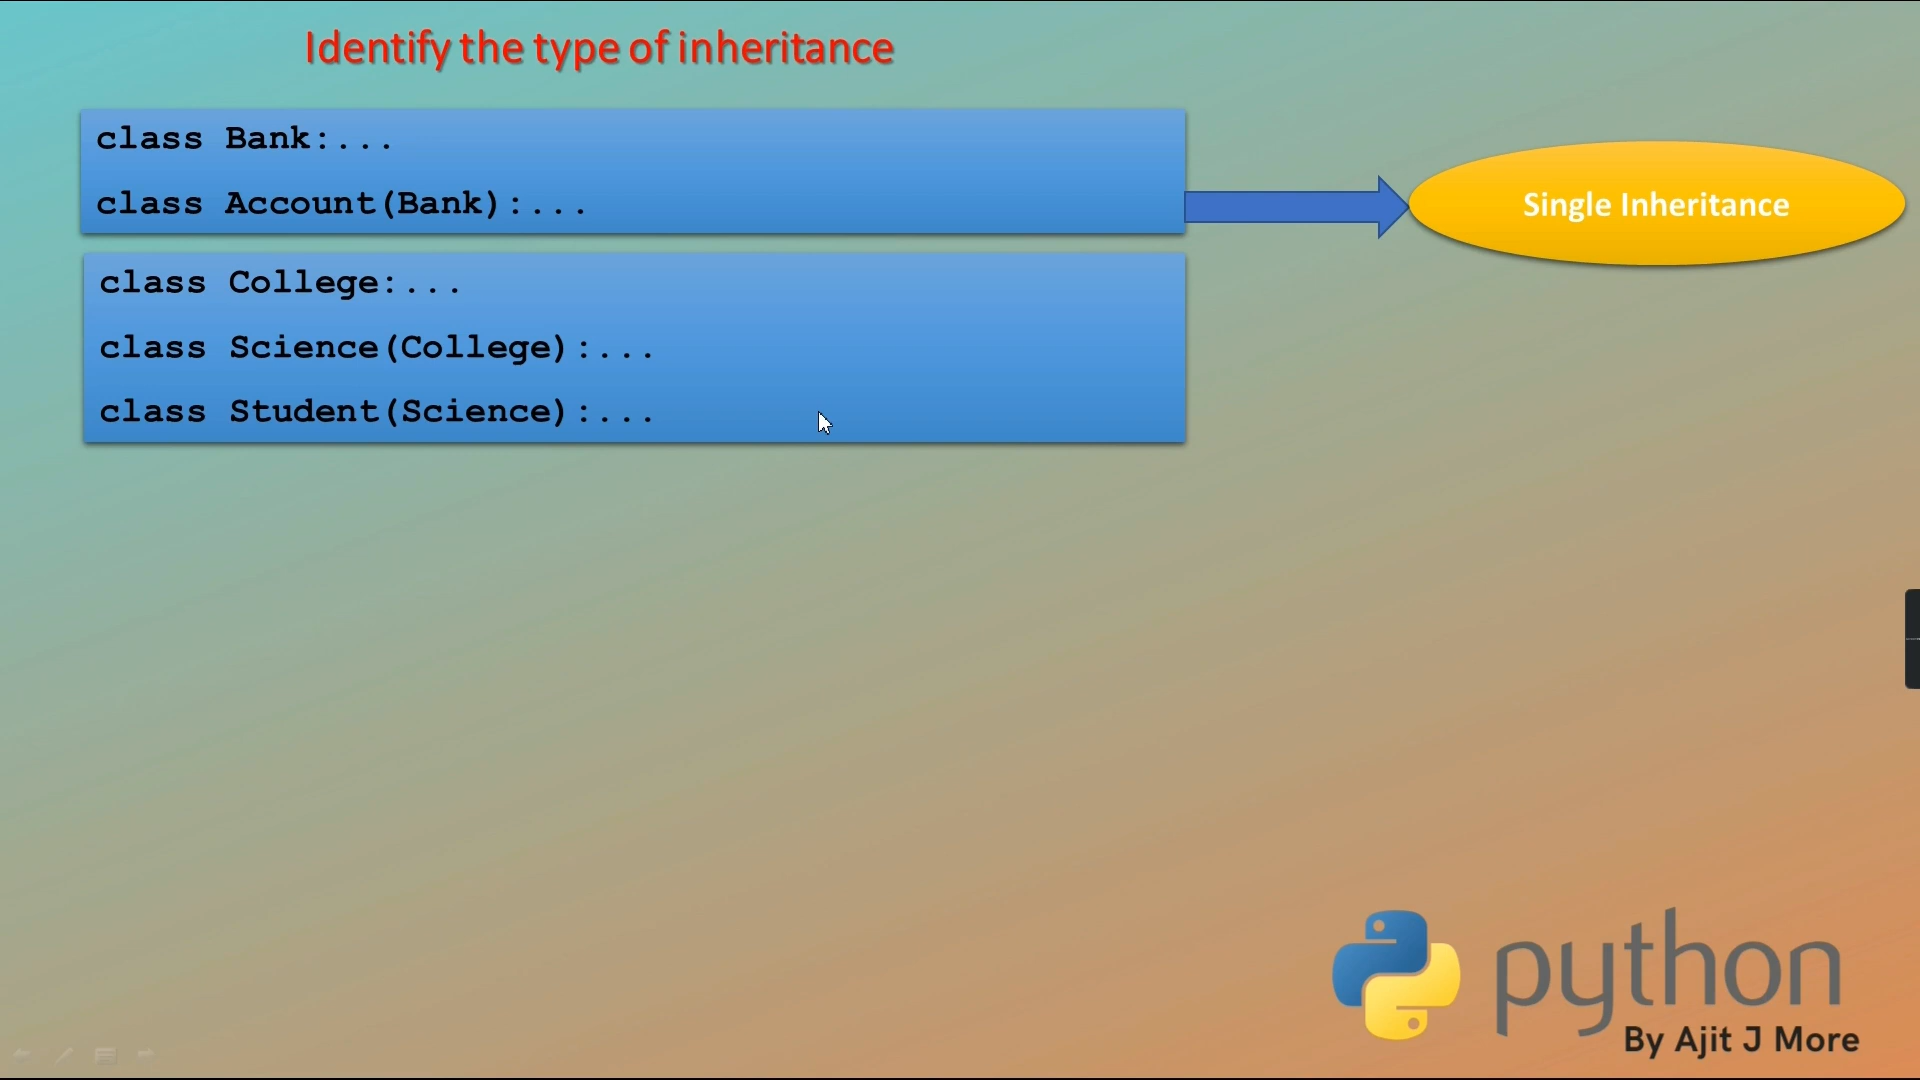 Identify the type of inheritance
class Bank:...
class Account(Bank):...
Single Inheritance
class College:...
class Science(College):...
class Student(Science):...
python
By Ajit J More